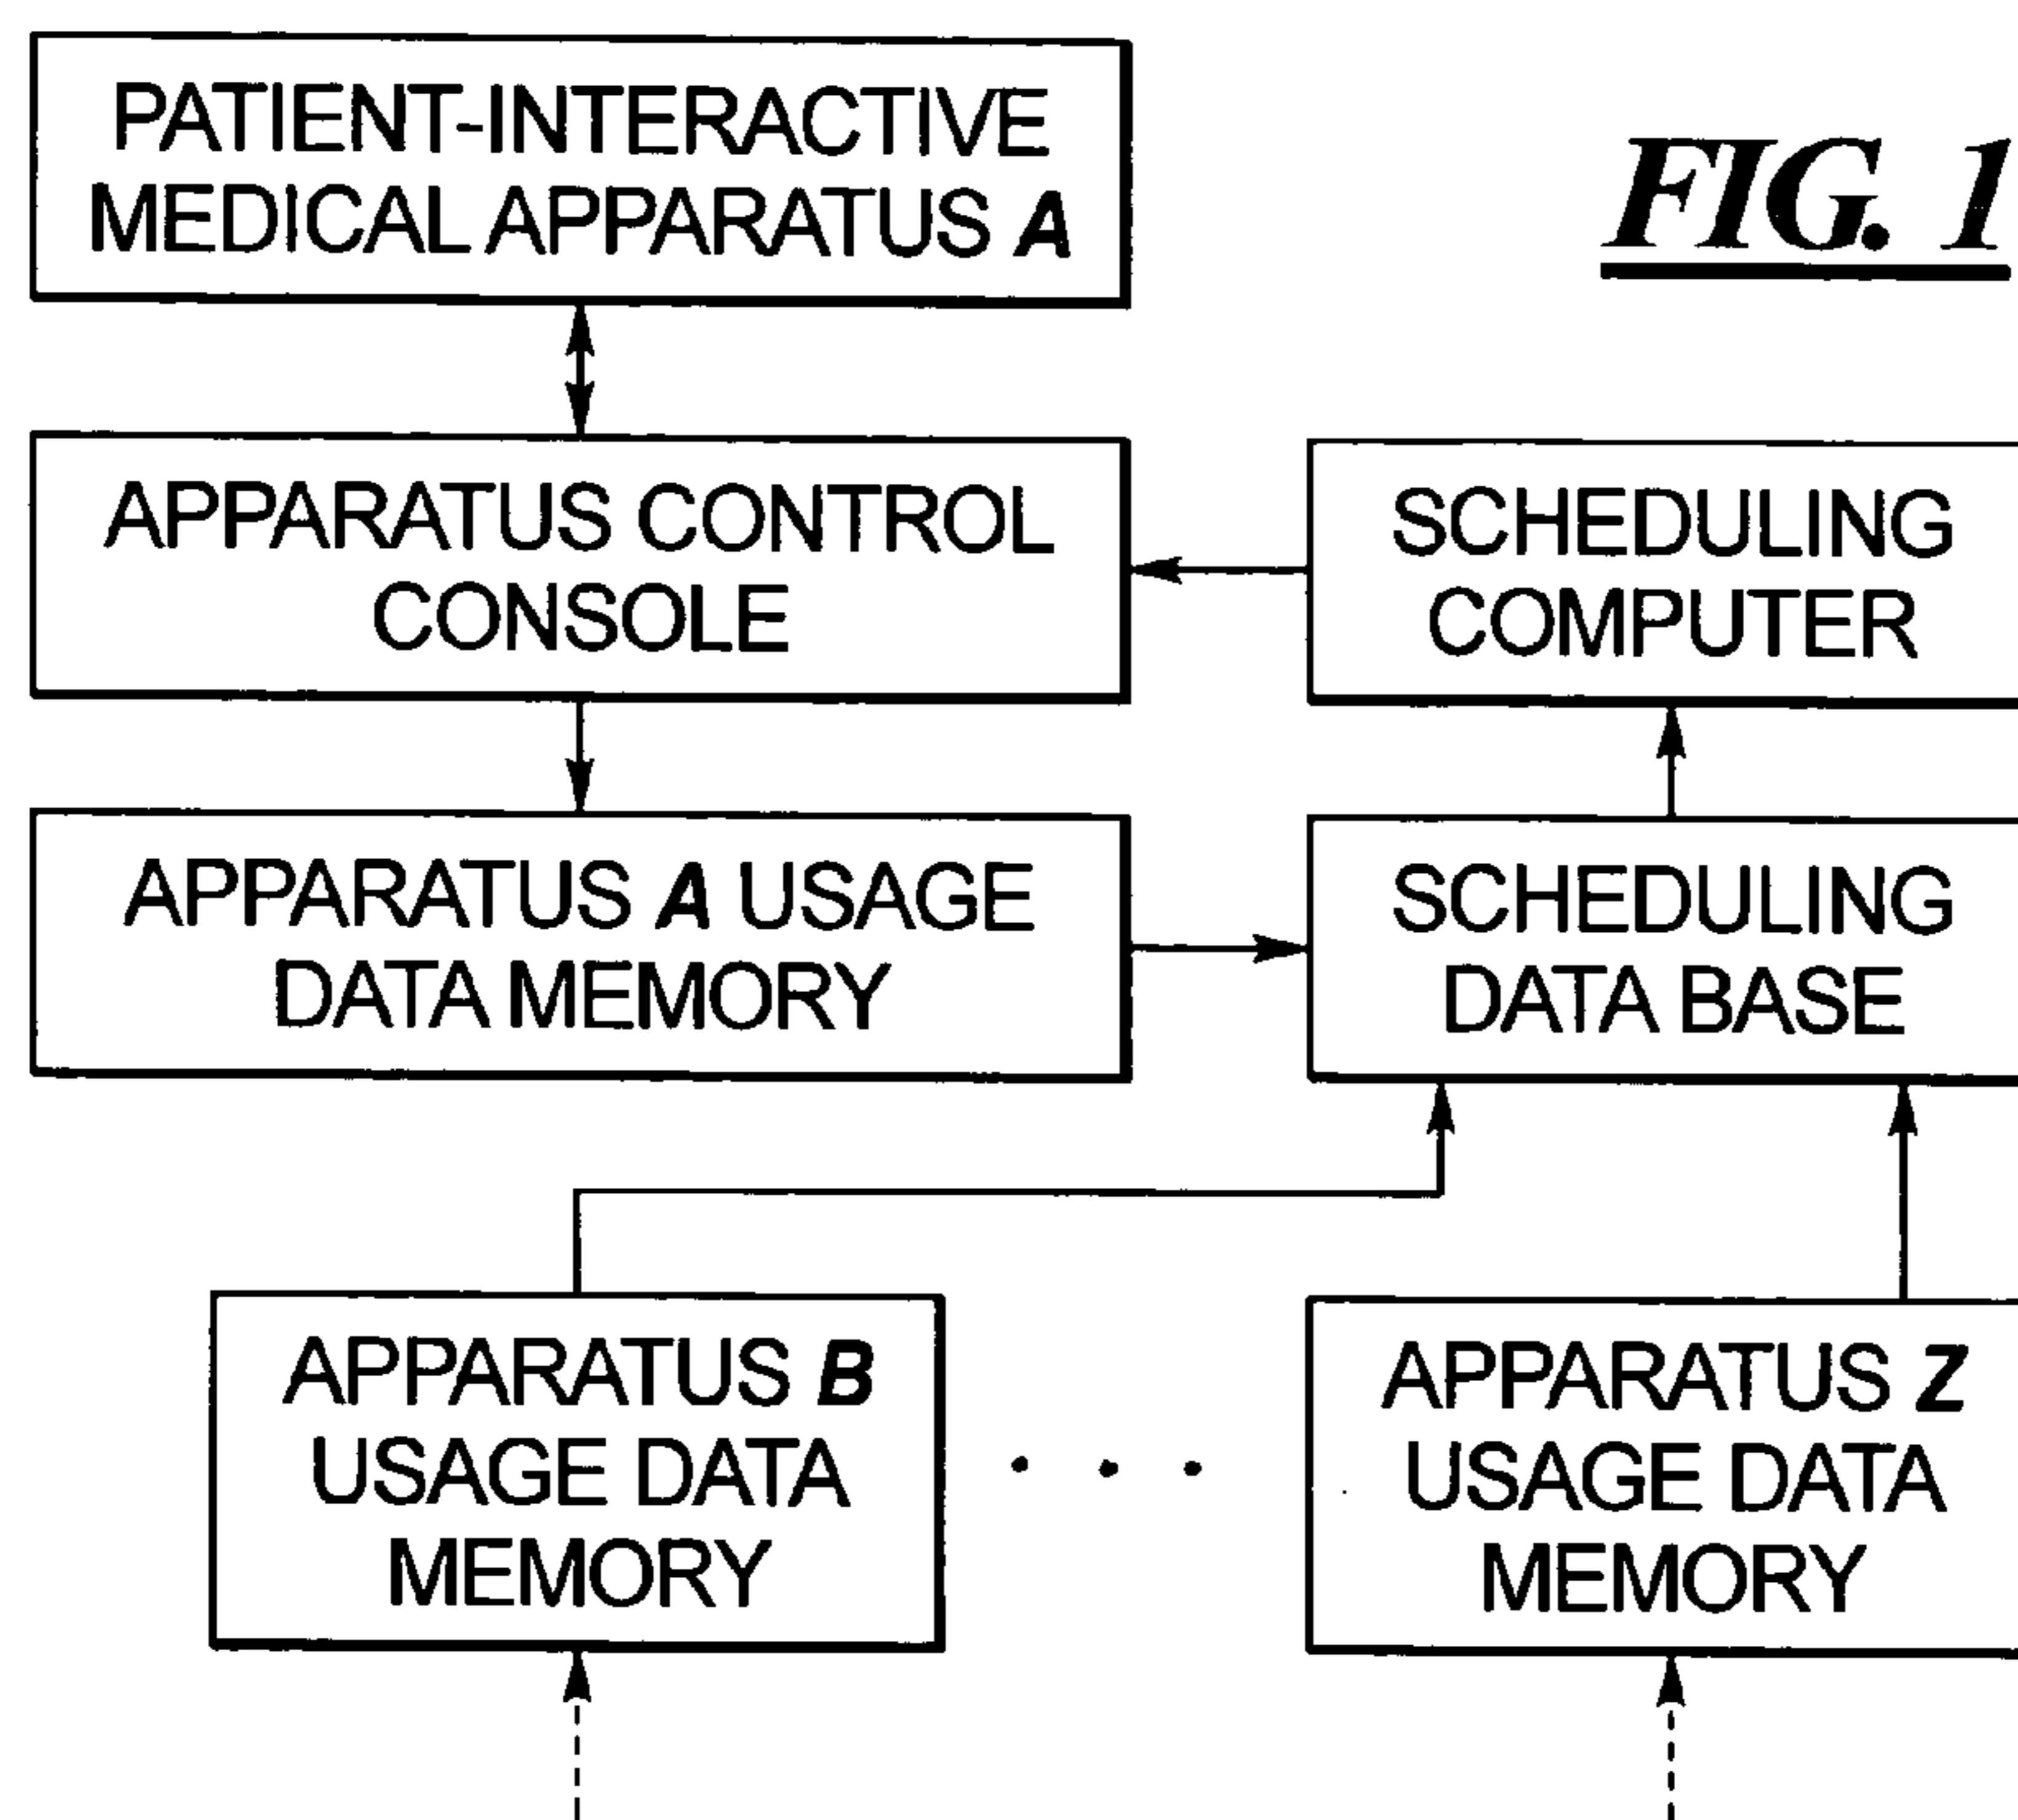 PATIENT-INTERACTIVE
MEDICAL APPARATUS A
FIG. 1
APPARATUS CONTROL
CONSOLE
SCHEDULING
COMPUTER
APPARATUS A USAGE
DATA MEMORY
SCHEDULING
DATA BASE
APPARATUS B
USAGE DATA
MEMORY
. . .
APPARATUS Z
USAGE DATA
MEMORY